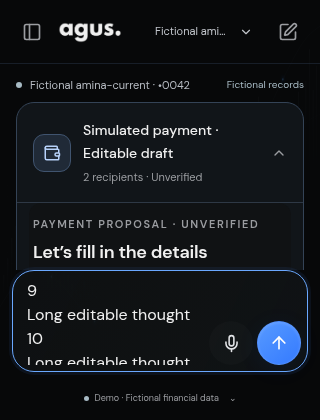 agus.
Fictional ami...
Fictional amina-current · •0042
Fictional records
Simulated payment ·
Editable draft
2 recipients · Unverified
PAYMENT PROPOSAL · UNVERIFIED
Let’s fill in the details
9
Long editable thought
10
Long editable thought
Demo · Fictional financial data